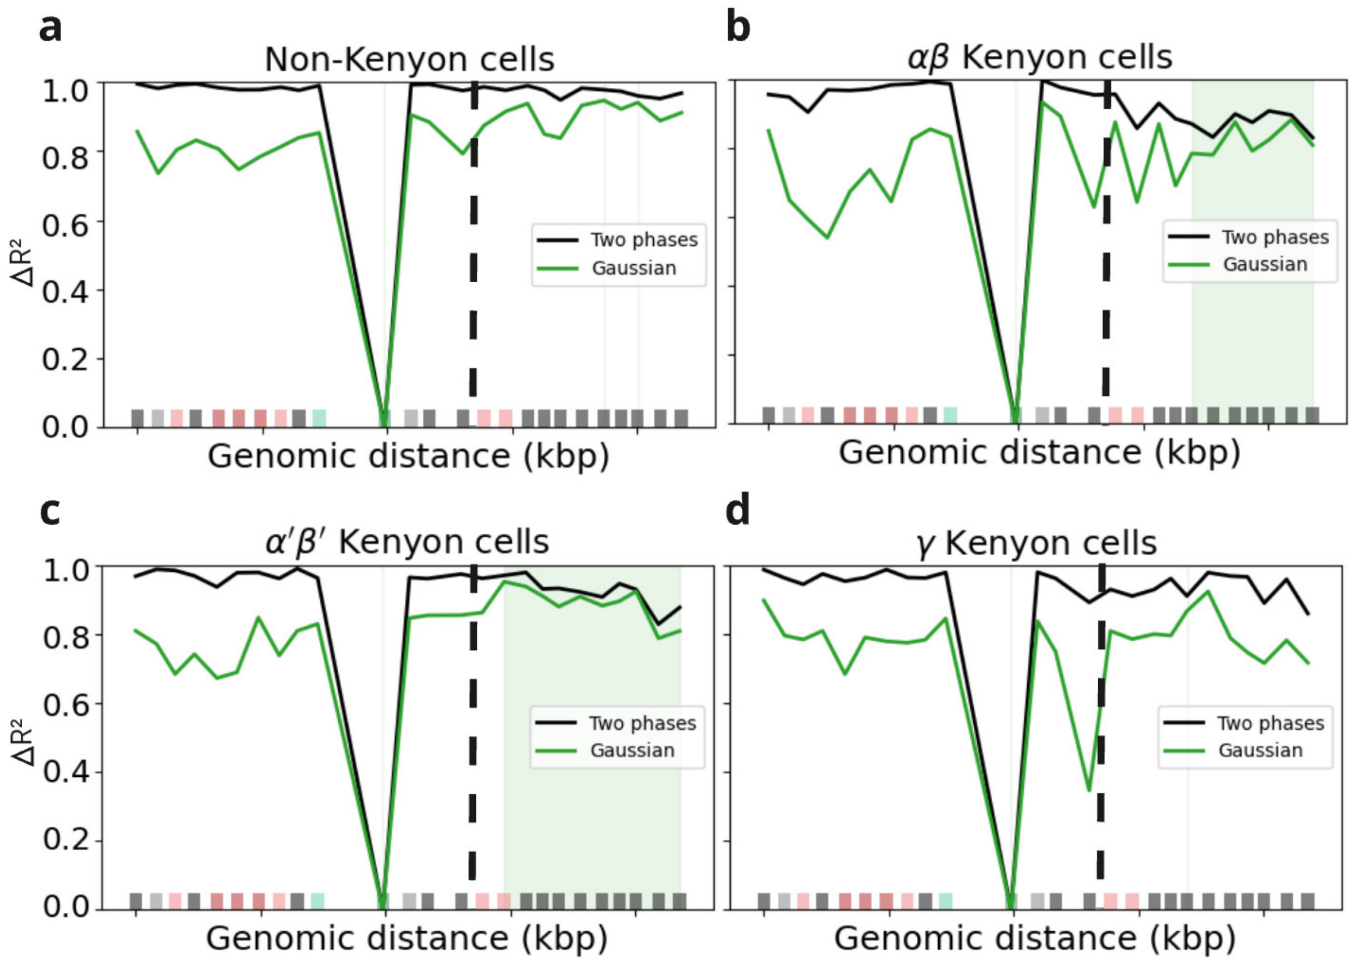 a
Non-Kenyon cells
1.0
0.8
0.6
0.4
0.2
0.0
ΔR²
Two phases
Gaussian
Genomic distance (kbp)
b
αβ Kenyon cells
Two phases
Gaussian
Genomic distance (kbp)
c
α′β′ Kenyon cells
1.0
0.8
0.6
0.4
0.2
0.0
ΔR²
Two phases
Gaussian
Genomic distance (kbp)
d
γ Kenyon cells
Two phases
Gaussian
Genomic distance (kbp)